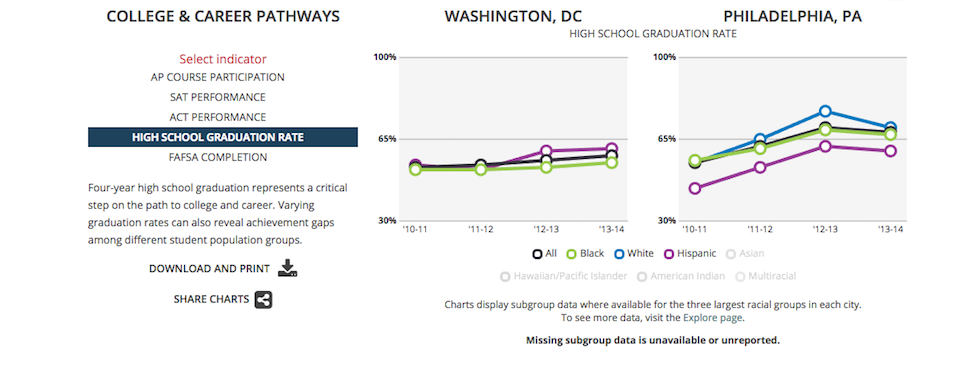 COLLEGE & CAREER PATHWAYS
Select indicator
AP COURSE PARTICIPATION
SAT PERFORMANCE
ACT PERFORMANCE
HIGH SCHOOL GRADUATION RATE
FAFSA COMPLETION
Four-year high school graduation represents a critical
step on the path to college and career. Varying
graduation rates can also reveal achievement gaps
among different student population groups.
DOWNLOAD AND PRINT
SHARE CHARTS
WASHINGTON, DC
PHILADELPHIA, PA
HIGH SCHOOL GRADUATION RATE
100%
65%
30%
'10-11 '11-12 '12-13 '13-14
100%
65%
30%
'10-11 '11-12 '12-13 '13-14
All Black White Hispanic Asian
Hawaiian/Pacific Islander American Indian Multiracial
Charts display subgroup data where available for the three largest racial groups in each city.
To see more data, visit the Explore page.
Missing subgroup data is unavailable or unreported.